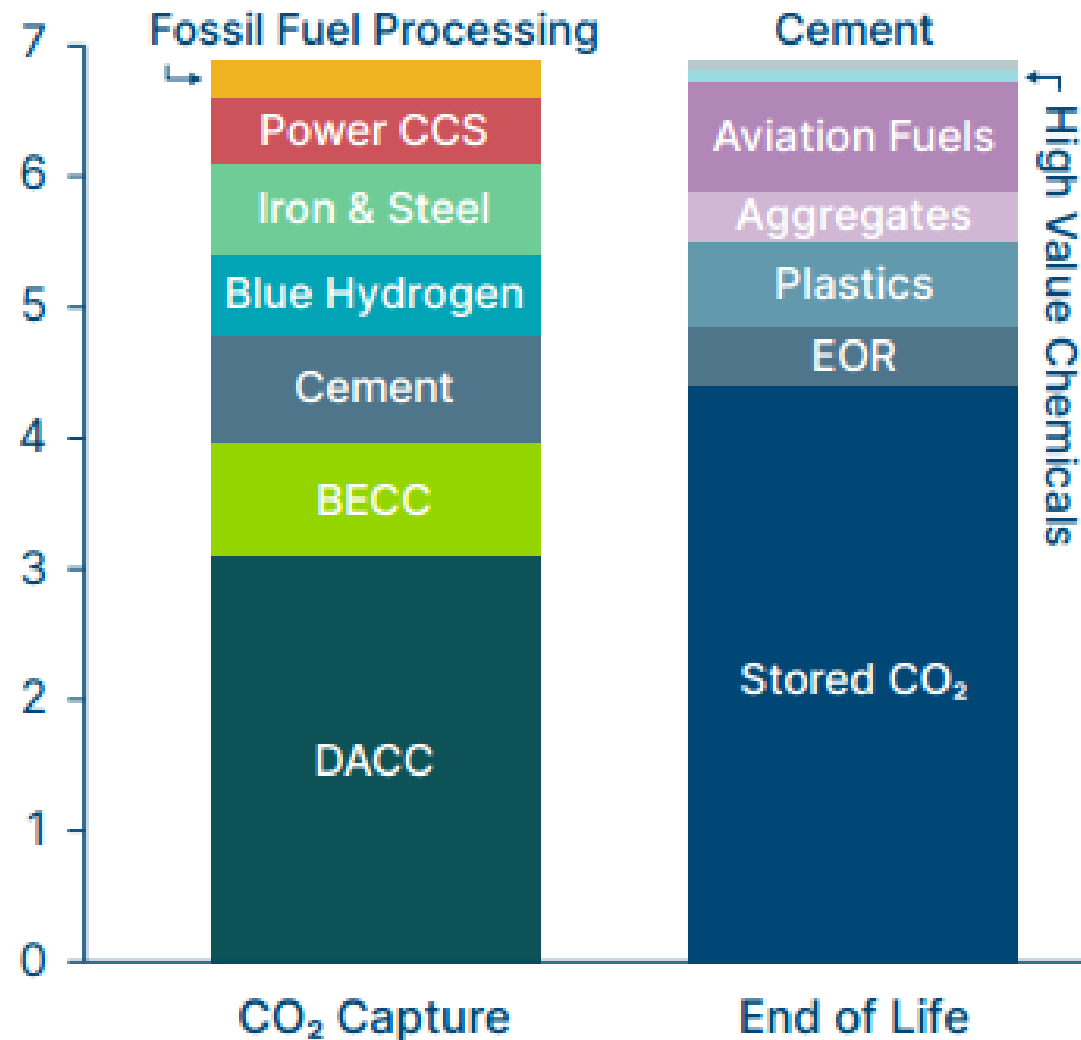 Fossil Fuel Processing
Cement
7
6
5
4
3
2
1
0
Power CCS
Iron & Steel
Blue Hydrogen
Cement
BECC
DACC
Aviation Fuels
Aggregates
Plastics
EOR
Stored CO₂
High Value Chemicals
CO₂ Capture
End of Life